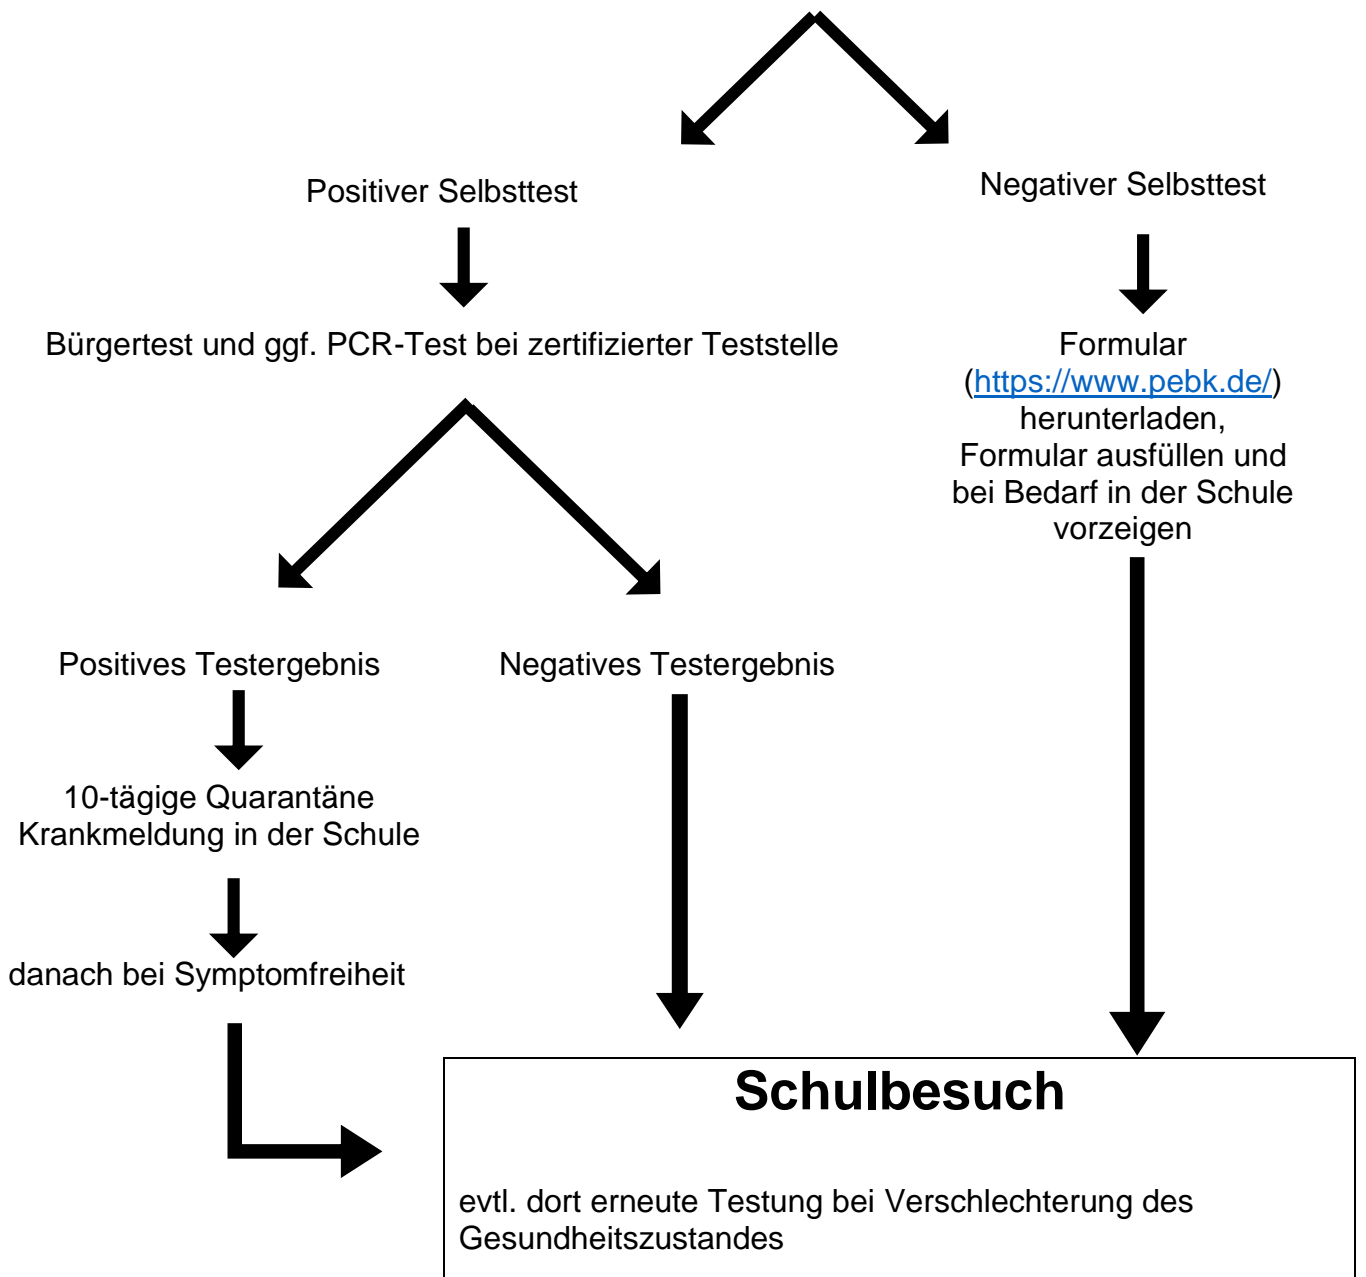 Positiver Selbsttest
Negativer Selbsttest
Bürgertest und ggf. PCR-Test bei zertifizierter Teststelle
Formular
(https://www.pebk.de/)
herunterladen,
Formular ausfüllen und
bei Bedarf in der Schule
vorzeigen
Positives Testergebnis
Negatives Testergebnis
10-tägige Quarantäne
Krankmeldung in der Schule
danach bei Symptomfreiheit
Schulbesuch
evtl. dort erneute Testung bei Verschlechterung des
Gesundheitszustandes